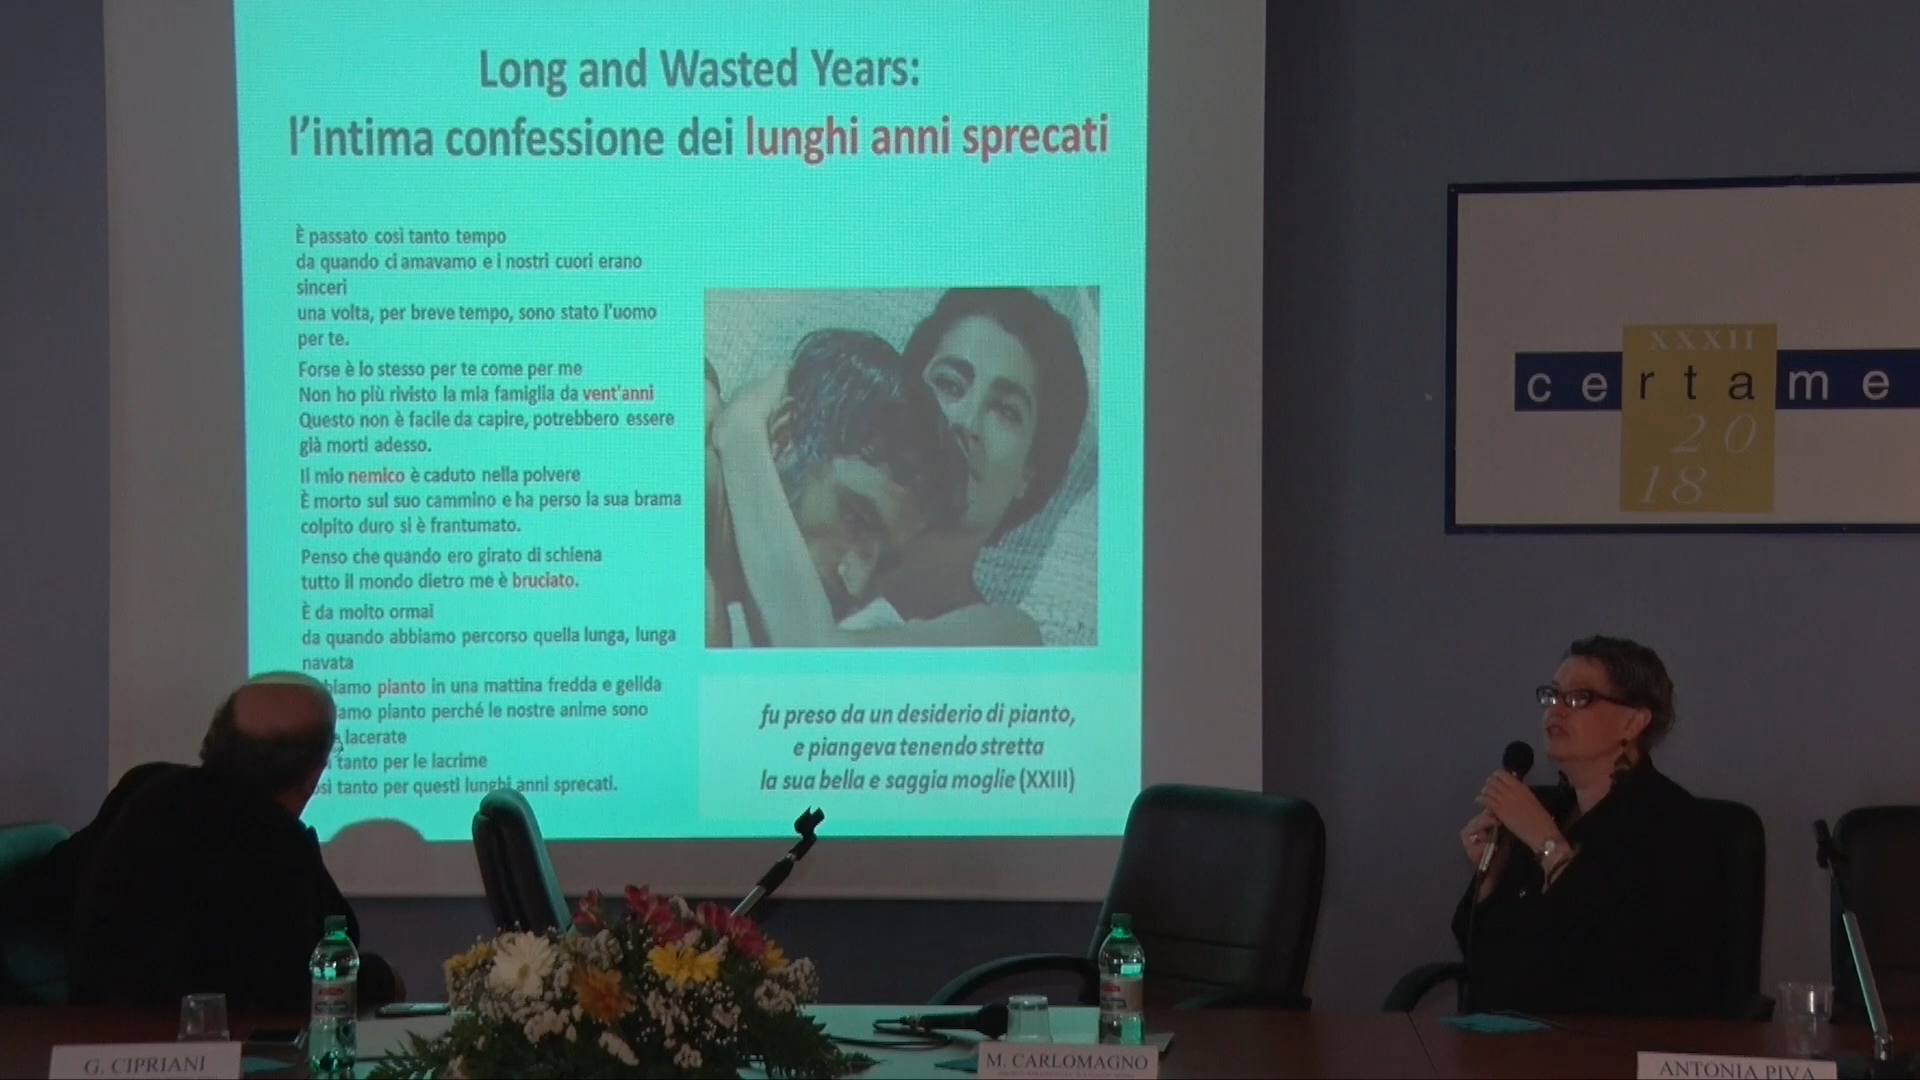 Long and Wasted Years:
l'intima confessione dei lunghi anni sprecati
È passato così tanto tempo
da quando ci amavamo e i nostri cuori erano
sinceri
una volta, per breve tempo, sono stato l'uomo
per te.
Forse è lo stesso per te come per me
Non ho più rivisto la mia famiglia da vent'anni
Questo non è facile da capire, potrebbero essere
già morti adesso.
Il mio nemico è caduto nella polvere
È morto sul suo cammino e ha perso la sua brama
colpito duro si è frantumato.
Penso che quando ero girato di schiena
tutto il mondo dietro me è bruciato.
È da molto ormai
da quando abbiamo percorso quella lunga, lunga
navata
pianto in una mattina fredda e gelida
pianto perché le nostre anime sono
lacerate
tanto per le lacrime
tanto per questi lunghi anni sprecati.
fu preso da un desiderio di pianto,
e piangeva tenendo stretta
la sua bella e saggia moglie (XXIII)
XXXII
certame
20
18
G. CIPRIANI
M. CARLOMAGNO
ANTONIA PIVA